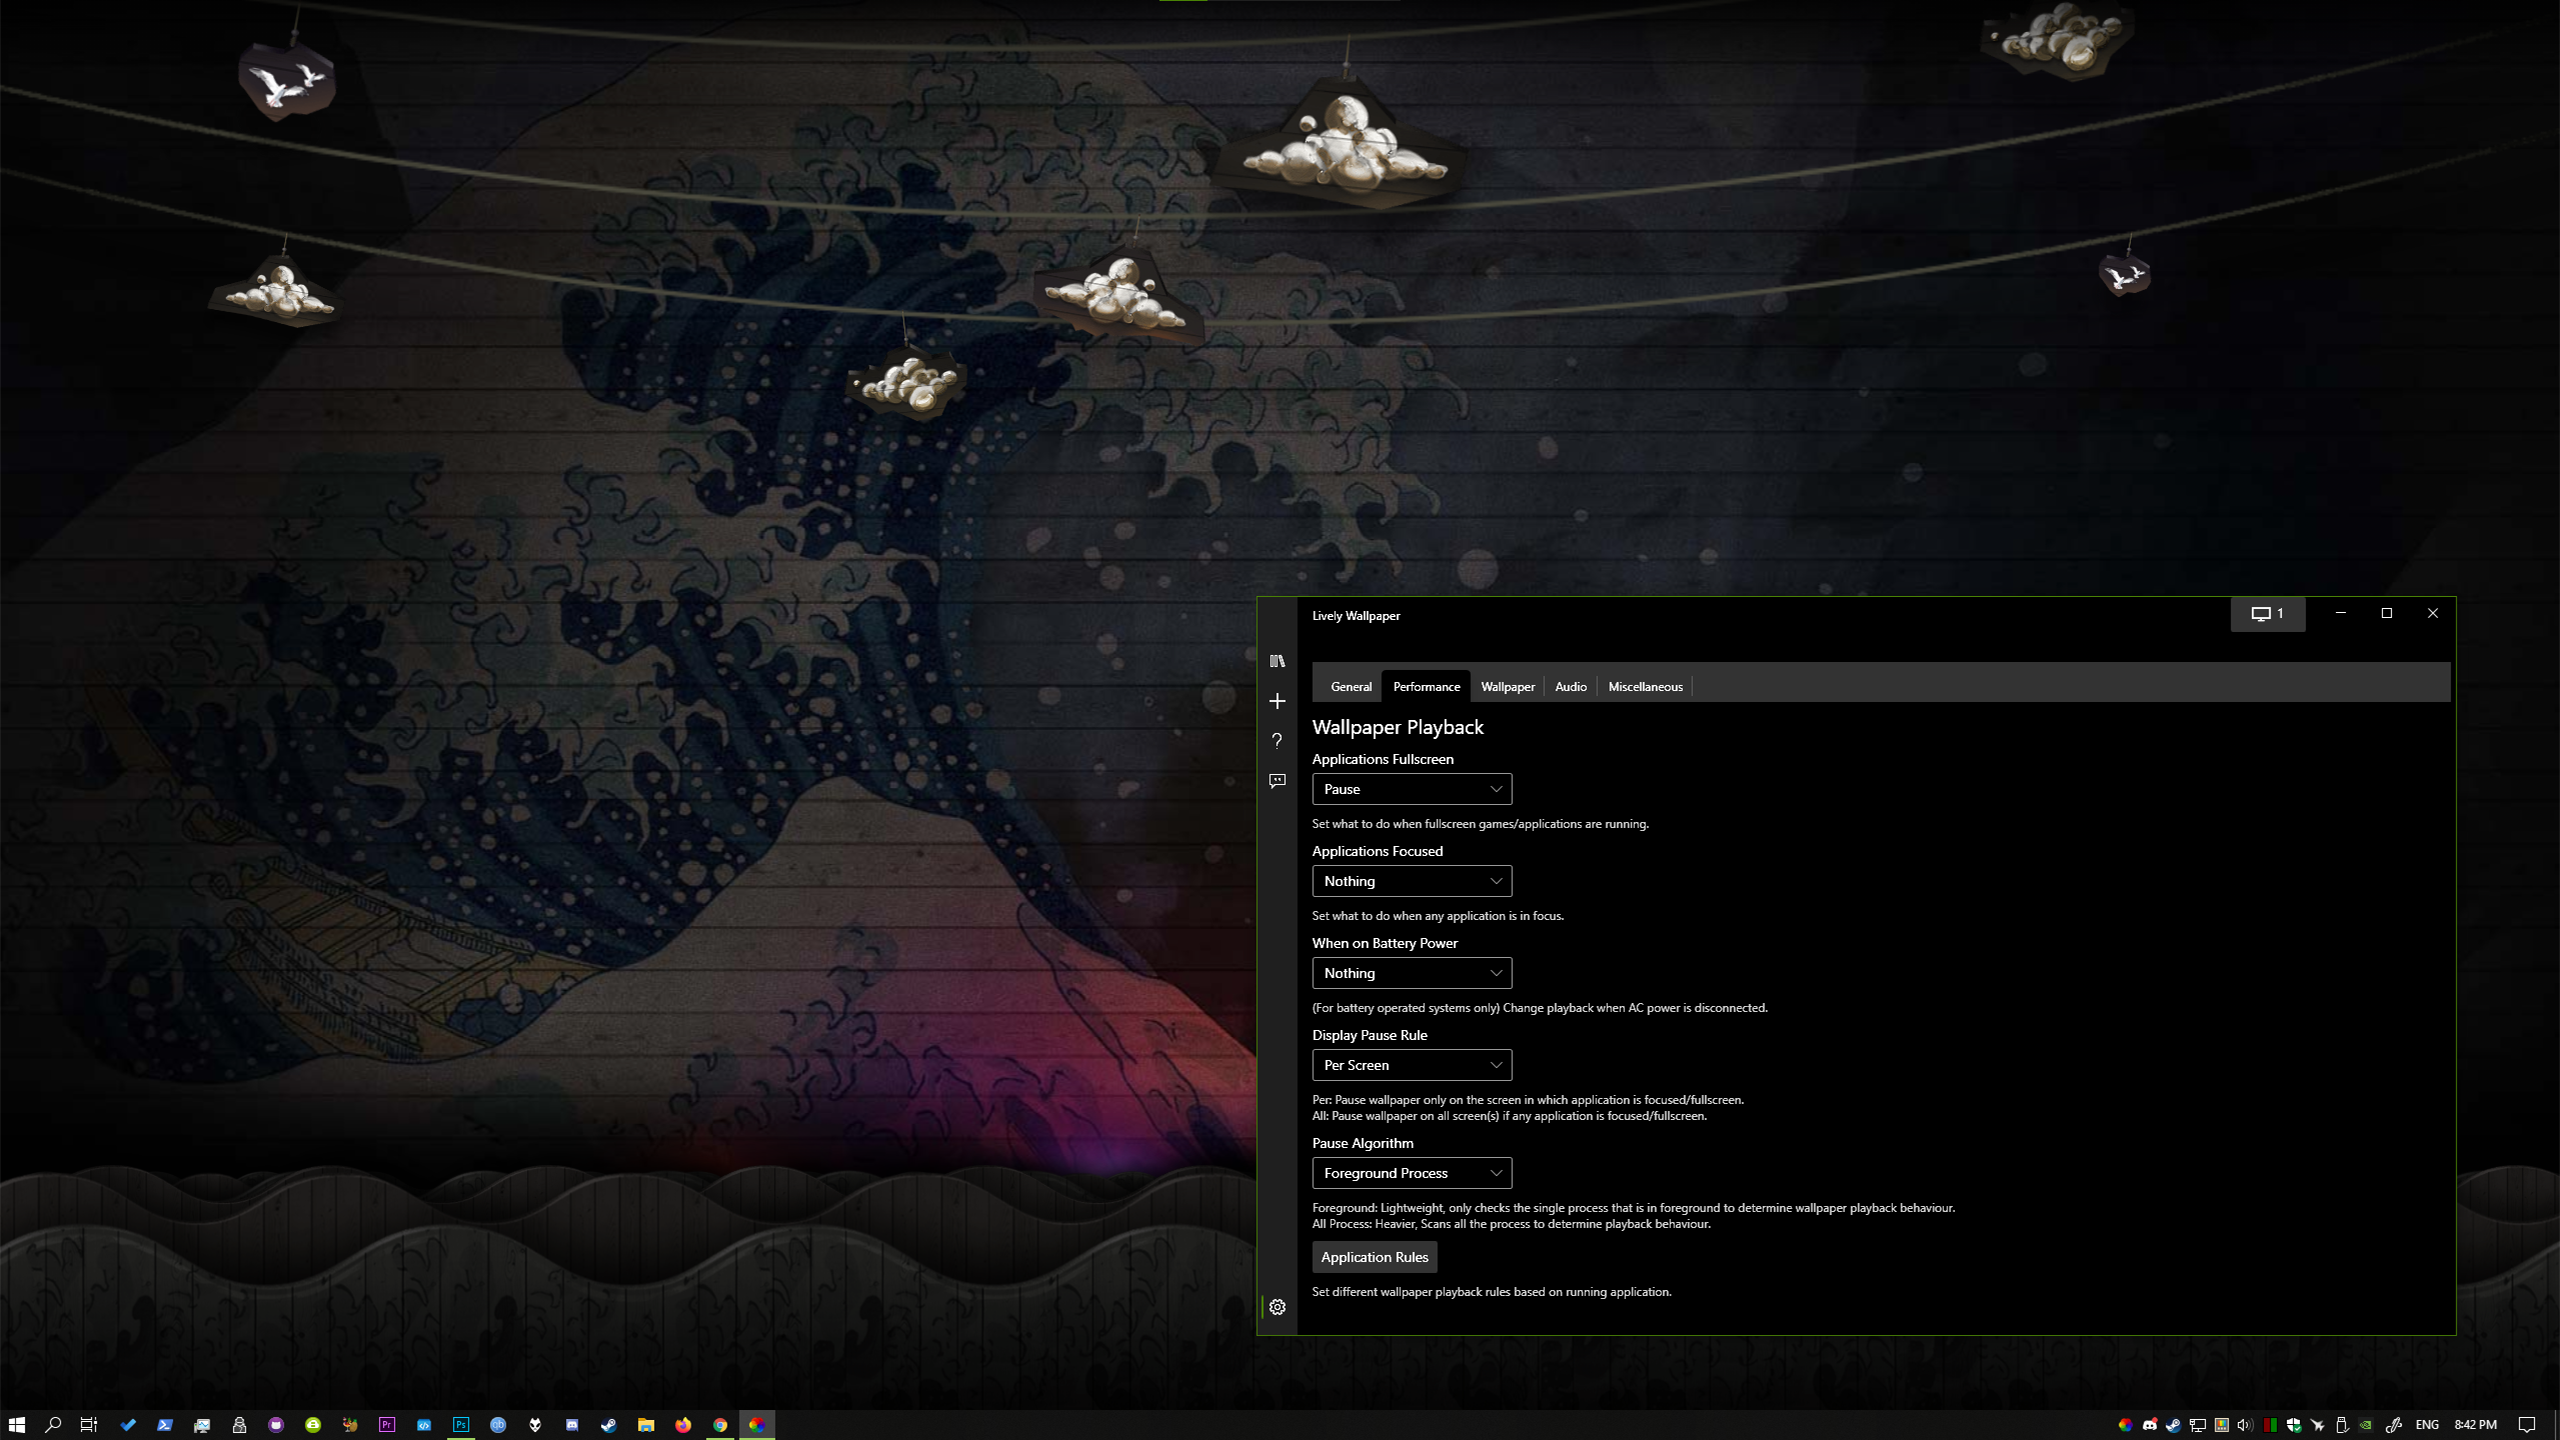 Lively Wallpaper
1
General Performance Wallpaper Audio Miscellaneous
Wallpaper Playback
Applications Fullscreen
Pause
Set what to do when fullscreen games/applications are running.
Applications Focused
Nothing
Set what to do when any application is in focus.
When on Battery Power
Nothing
(For battery operated systems only) Change playback when AC power is disconnected.
Display Pause Rule
Per Screen
Per: Pause wallpaper only on the screen in which application is focused/fullscreen.
All: Pause wallpaper on all screen(s) if any application is focused/fullscreen.
Pause Algorithm
Foreground Process
Foreground: Lightweight, only checks the single process that is in foreground to determine wallpaper playback behaviour.
All Process: Heavier, Scans all the process to determine playback behaviour.
Application Rules
Set different wallpaper playback rules based on running application.
Pr Ps qb ENG 8:42 PM